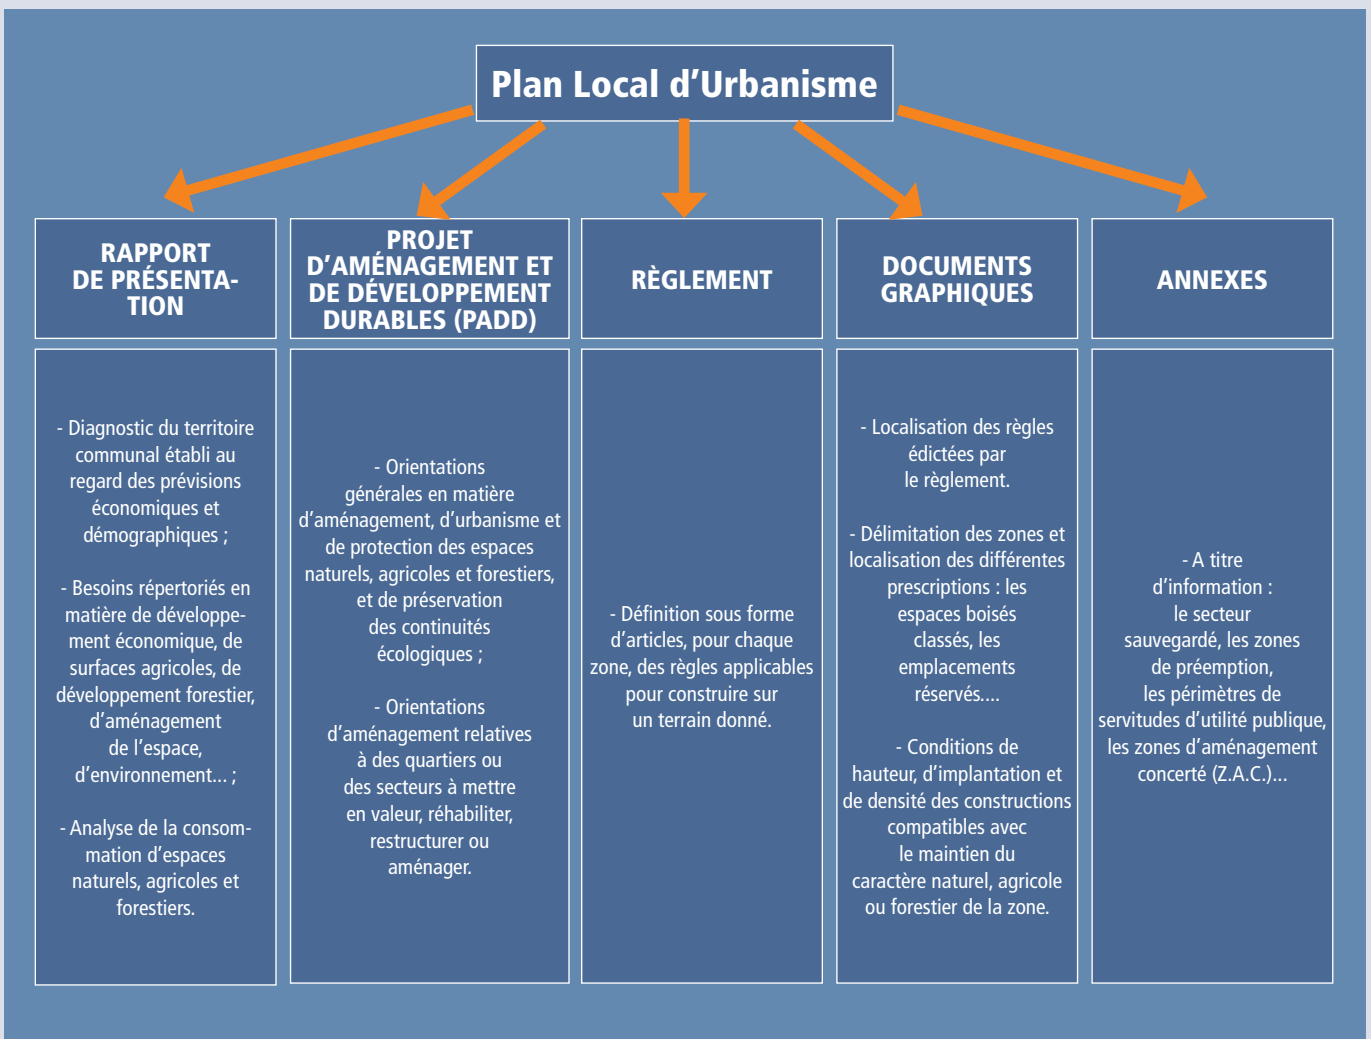 Plan Local d’Urbanisme
RAPPORT
DE PRÉSENTA-
TION
PROJET
D’AMÉNAGEMENT ET
DE DÉVELOPPEMENT
DURABLES (PADD)
RÈGLEMENT
DOCUMENTS
GRAPHIQUES
ANNEXES
- Diagnostic du territoire
communal établi au
regard des prévisions
économiques et
démographiques ;
- Besoins répertoriés en
matière de développe-
ment économique, de
surfaces agricoles, de
développement forestier,
d’aménagement
de l’espace,
d’environnement... ;
- Analyse de la consom-
mation d’espaces
naturels, agricoles et
forestiers.
- Orientations
générales en matière
d’aménagement, d’urbanisme et
de protection des espaces
naturels, agricoles et forestiers,
et de préservation
des continuités
écologiques ;
- Orientations
d’aménagement relatives
à des quartiers ou
des secteurs à mettre
en valeur, réhabiliter,
restructurer ou
aménager.
- Définition sous forme
d’articles, pour chaque
zone, des règles applicables
pour construire sur
un terrain donné.
- Localisation des règles
édictées par
le règlement.
- Délimitation des zones et
localisation des différentes
prescriptions : les
espaces boisés
classés, les
emplacements
réservés....
- Conditions de
hauteur, d’implantation et
de densité des constructions
compatibles avec
le maintien du
caractère naturel, agricole
ou forestier de la zone.
- A titre
d’information :
le secteur
sauvegardé, les zones
de préemption,
les périmètres de
servitudes d’utilité publique,
les zones d’aménagement
concerté (Z.A.C.)...